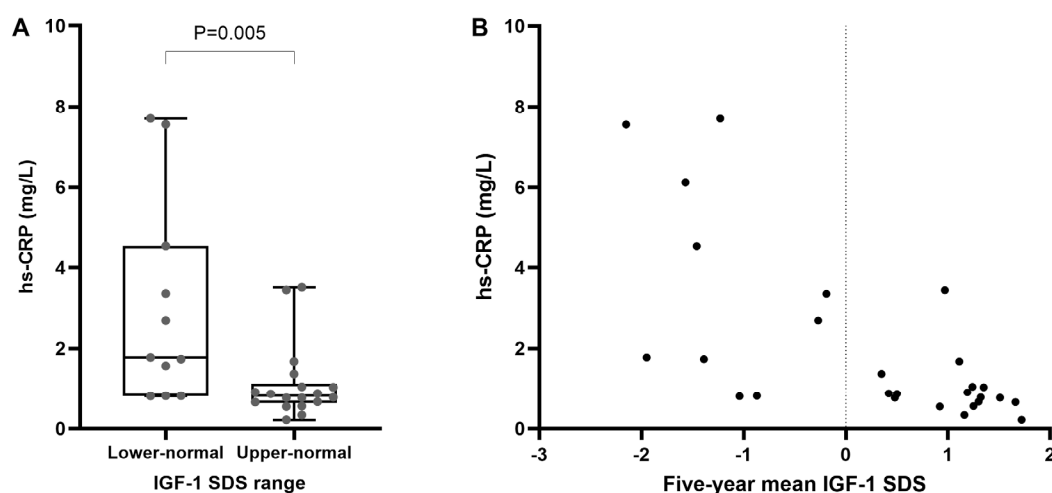 A
P=0.005
hs-CRP (mg/L)
10
8
6
4
2
0
Lower-normal Upper-normal
IGF-1 SDS range
B
hs-CRP (mg/L)
10
8
6
4
2
0
-3 -2 -1 0 1 2
Five-year mean IGF-1 SDS